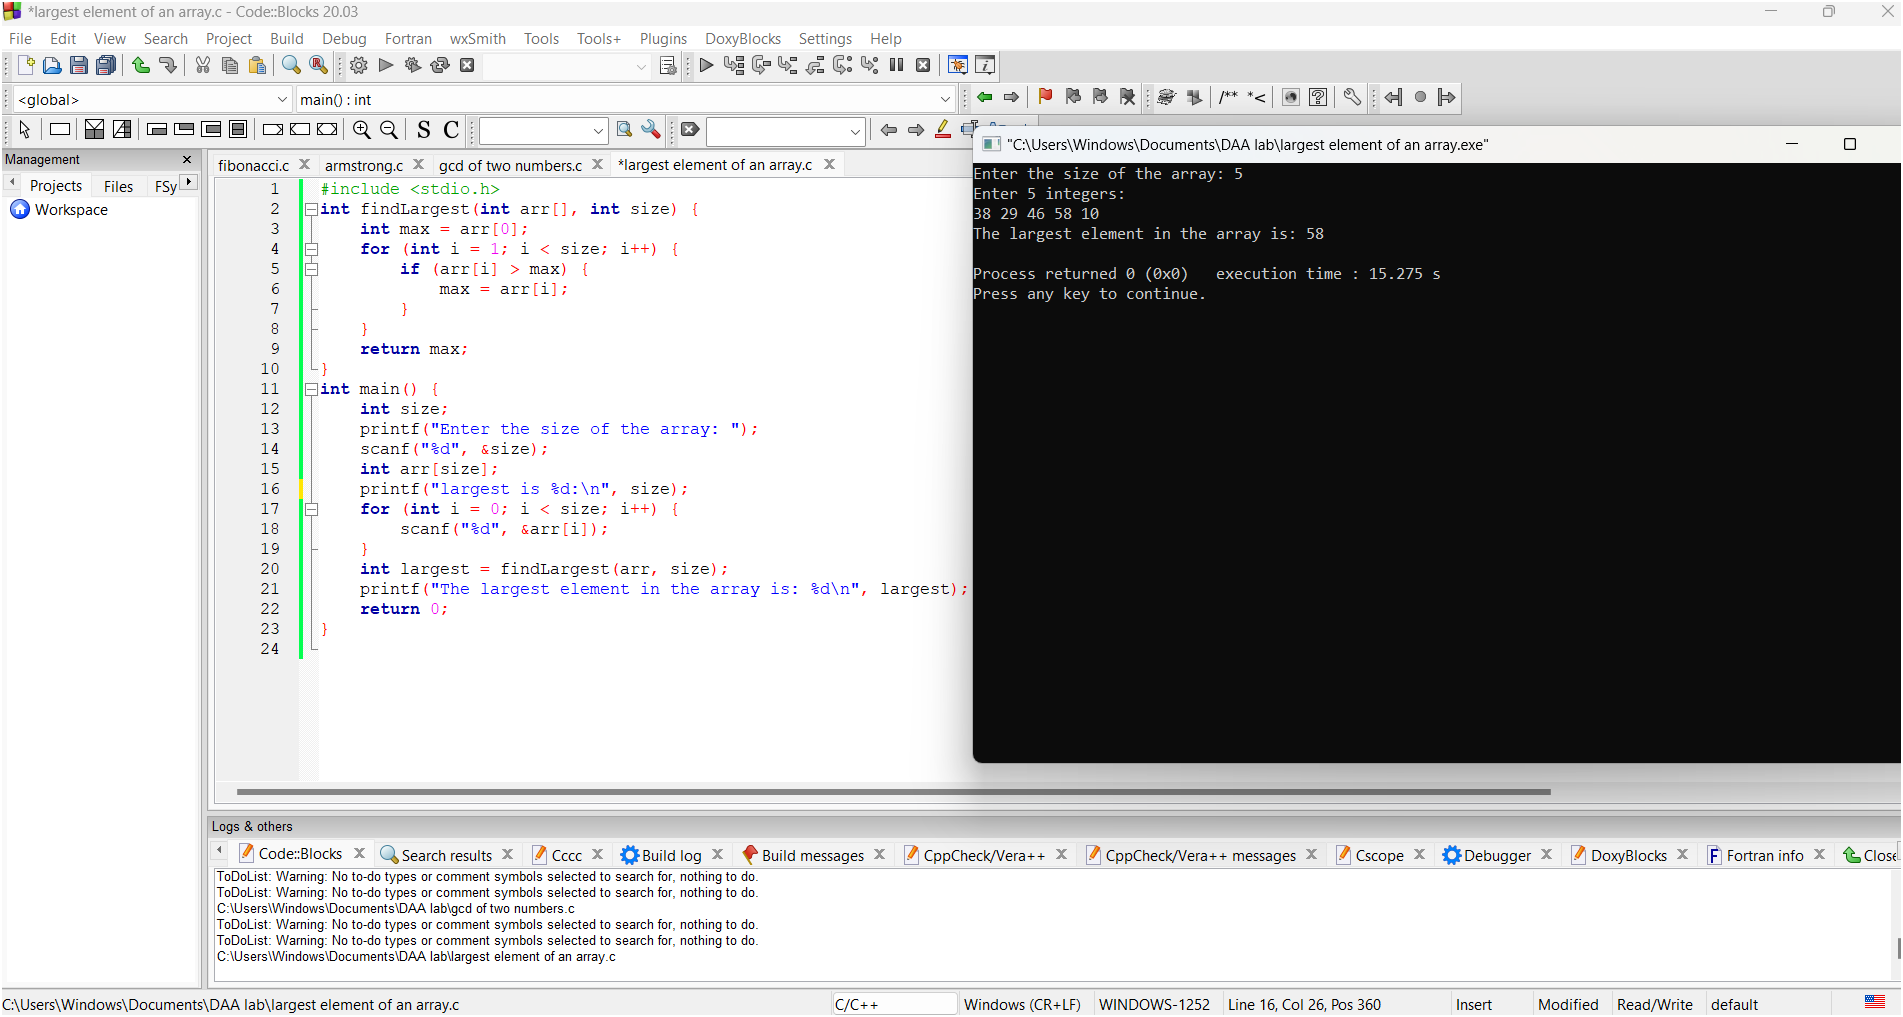 *largest element of an array.c - Code::Blocks 20.03
File Edit View Search Project Build Debug Fortran wxSmith Tools Tools+ Plugins DoxyBlocks Settings Help
<global> main() : int
/** *<
S C
Management
Projects Files FSy
Workspace
fibonacci.c armstrong.c gcd of two numbers.c *largest element of an array.c
1 #include <stdio.h>
2 int findLargest(int arr[], int size) {
3 int max = arr[0];
4 for (int i = 1; i < size; i++) {
5 if (arr[i] > max) {
6 max = arr[i];
7 }
8 }
9 return max;
10 }
11 int main() {
12 int size;
13 printf("Enter the size of the array: ");
14 scanf("%d", &size);
15 int arr[size];
16 printf("largest is %d:\n", size);
17 for (int i = 0; i < size; i++) {
18 scanf("%d", &arr[i]);
19 }
20 int largest = findLargest(arr, size);
21 printf("The largest element in the array is: %d\n", largest);
22 return 0;
23 }
24
"C:\Users\Windows\Documents\DAA lab\largest element of an array.exe"
Enter the size of the array: 5
Enter 5 integers:
38 29 46 58 10
The largest element in the array is: 58
Process returned 0 (0x0) execution time : 15.275 s
Press any key to continue.
Logs & others
Code::Blocks Search results Cccc Build log Build messages CppCheck/Vera++ CppCheck/Vera++ messages Cscope Debugger DoxyBlocks Fortran info Close
ToDoList: Warning: No to-do types or comment symbols selected to search for, nothing to do.
ToDoList: Warning: No to-do types or comment symbols selected to search for, nothing to do.
C:\Users\Windows\Documents\DAA lab\gcd of two numbers.c
ToDoList: Warning: No to-do types or comment symbols selected to search for, nothing to do.
ToDoList: Warning: No to-do types or comment symbols selected to search for, nothing to do.
C:\Users\Windows\Documents\DAA lab\largest element of an array.c
C:\Users\Windows\Documents\DAA lab\largest element of an array.c C/C++ Windows (CR+LF) WINDOWS-1252 Line 16, Col 26, Pos 360 Insert Modified Read/Write default